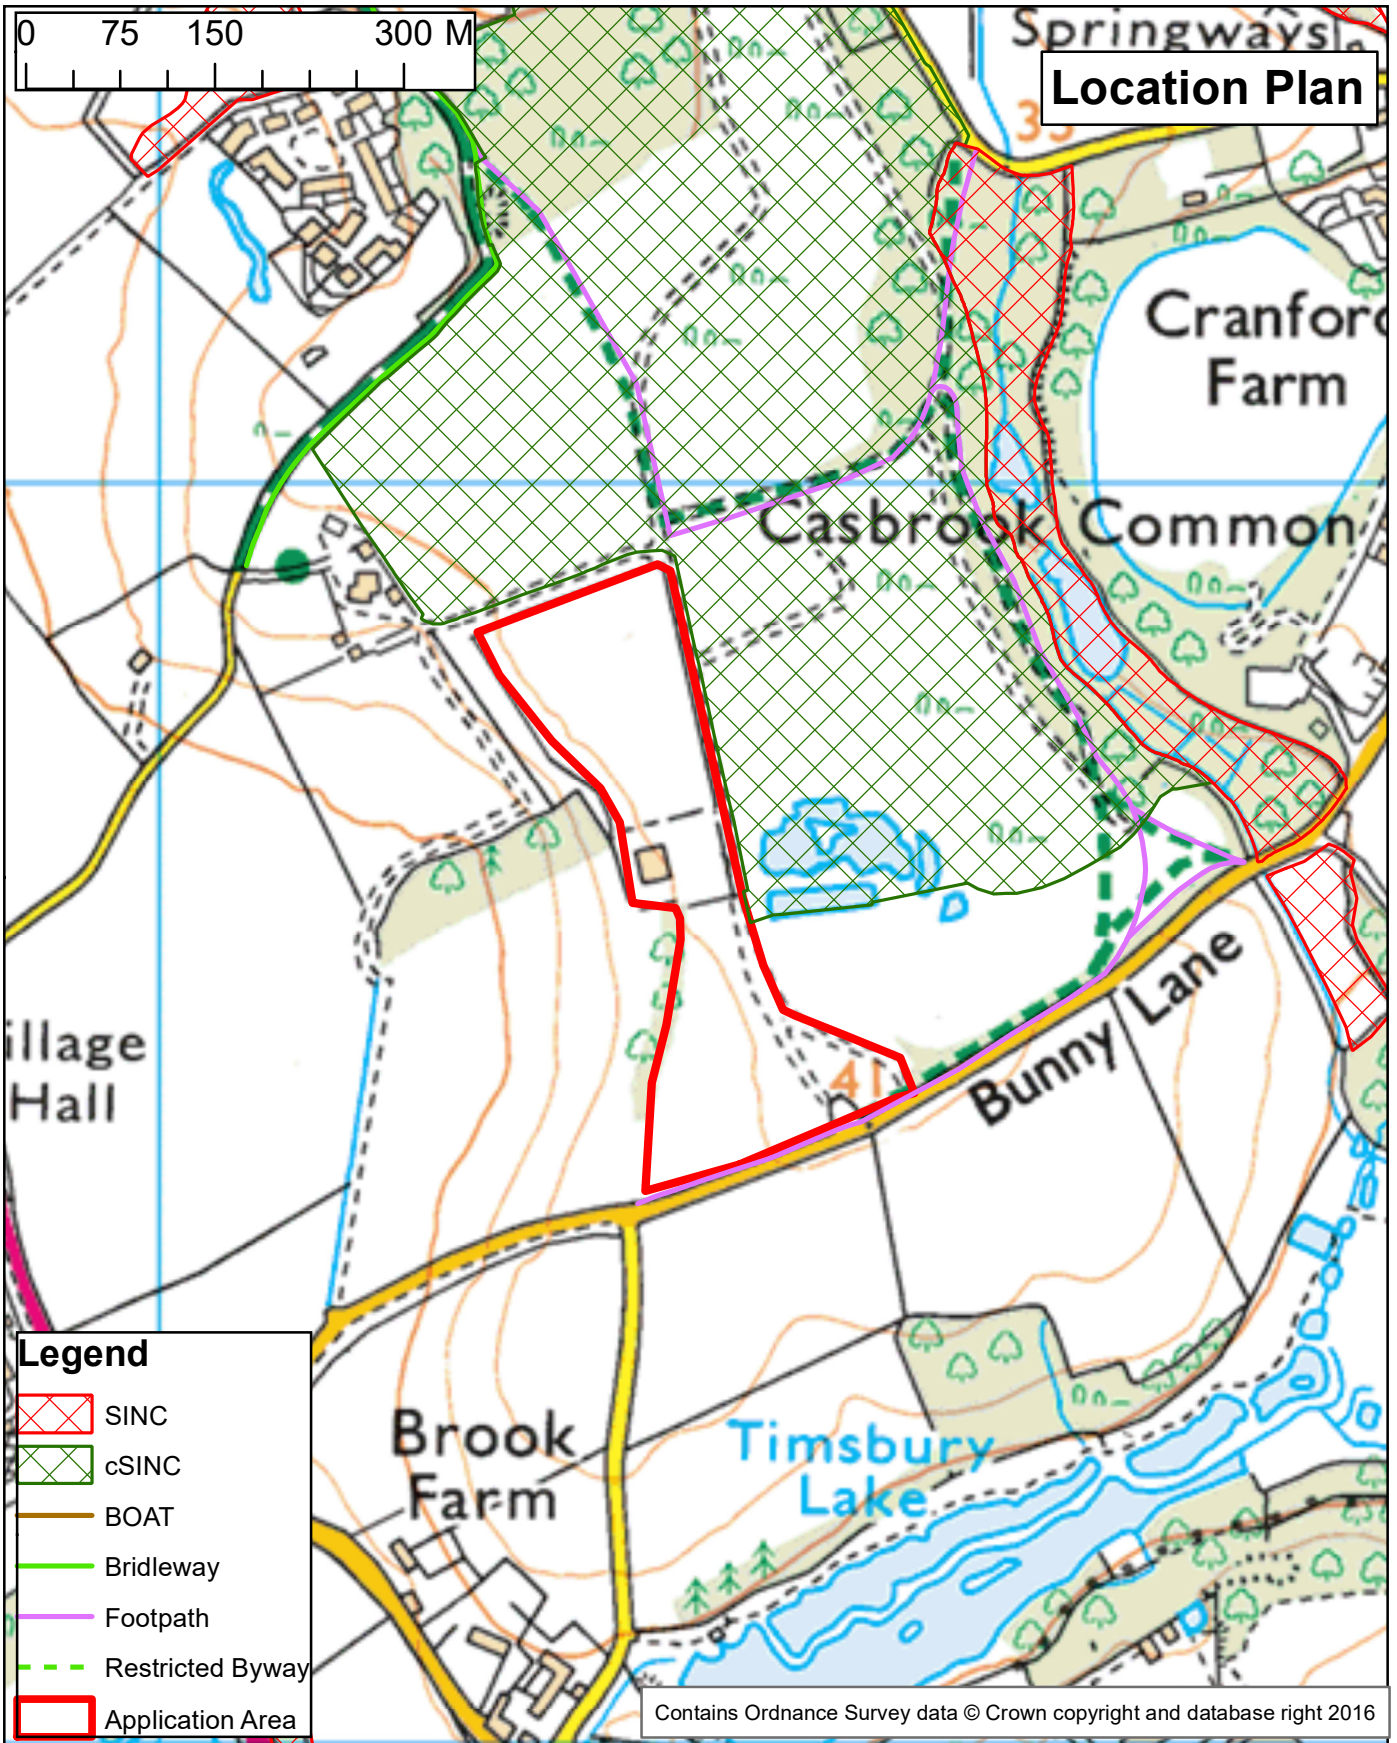 0 75 150 300 M
Springways
Location Plan
33
Cranford
Farm
Casbrook Common
41
Bunny Lane
illage
Hall
Legend
SINC
cSINC
BOAT
Bridleway
Footpath
Restricted Byway
Application Area
Brook
Farm
Timsbury
Lake
Contains Ordnance Survey data © Crown copyright and database right 2016